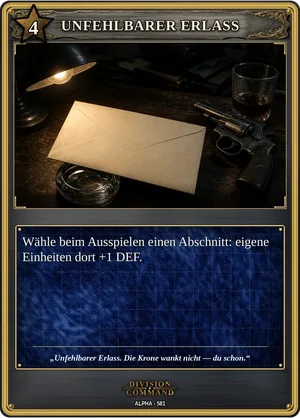 4
UNFEHLBARER ERLASS
Wähle beim Ausspielen einen Abschnitt: eigene
Einheiten dort +1 DEF.
„Unfehlbarer Erlass. Die Krone wankt nicht — du schon.“
DIVISION
COMMAND
ALPHA - S81